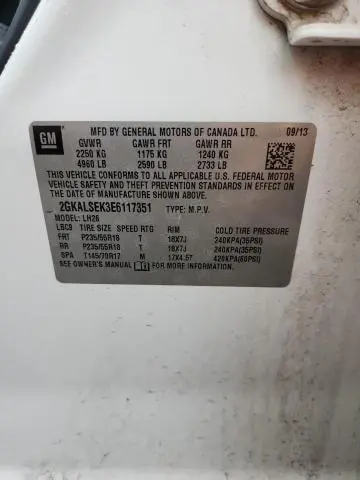 GM MFD BY GENERAL MOTORS OF CANADA LTD. 09/13
GVWR GAWR FRT GAWR RR
2250 KG 1175 KG 1240 KG
4960 LB 2590 LB 2733 LB
THIS VEHICLE CONFORMS TO ALL APPLICABLE U.S.
FEDERAL MOTOR VEHICLE SAFETY, BUMPER, AND
THEFT PREVENTION STANDARDS IN EFFECT ON THE DATE OF
MANUFACTURE SHOWN ABOVE.
2GKALSEK3E6117351 TYPE: M.P.V.
MODEL: LH26
LBC9 TIRE SIZE SPEED RTG RIM COLD TIRE PRESSURE
FRT P235/55R18 T 18X7J 240KPA(35PSI)
RR P235/55R18 T 18X7J 240KPA(35PSI)
SPA T145/70R17 M 17X4.5T 420KPA(60PSI)
SEE OWNER'S MANUAL FOR ADDITIONAL INFORMATION.